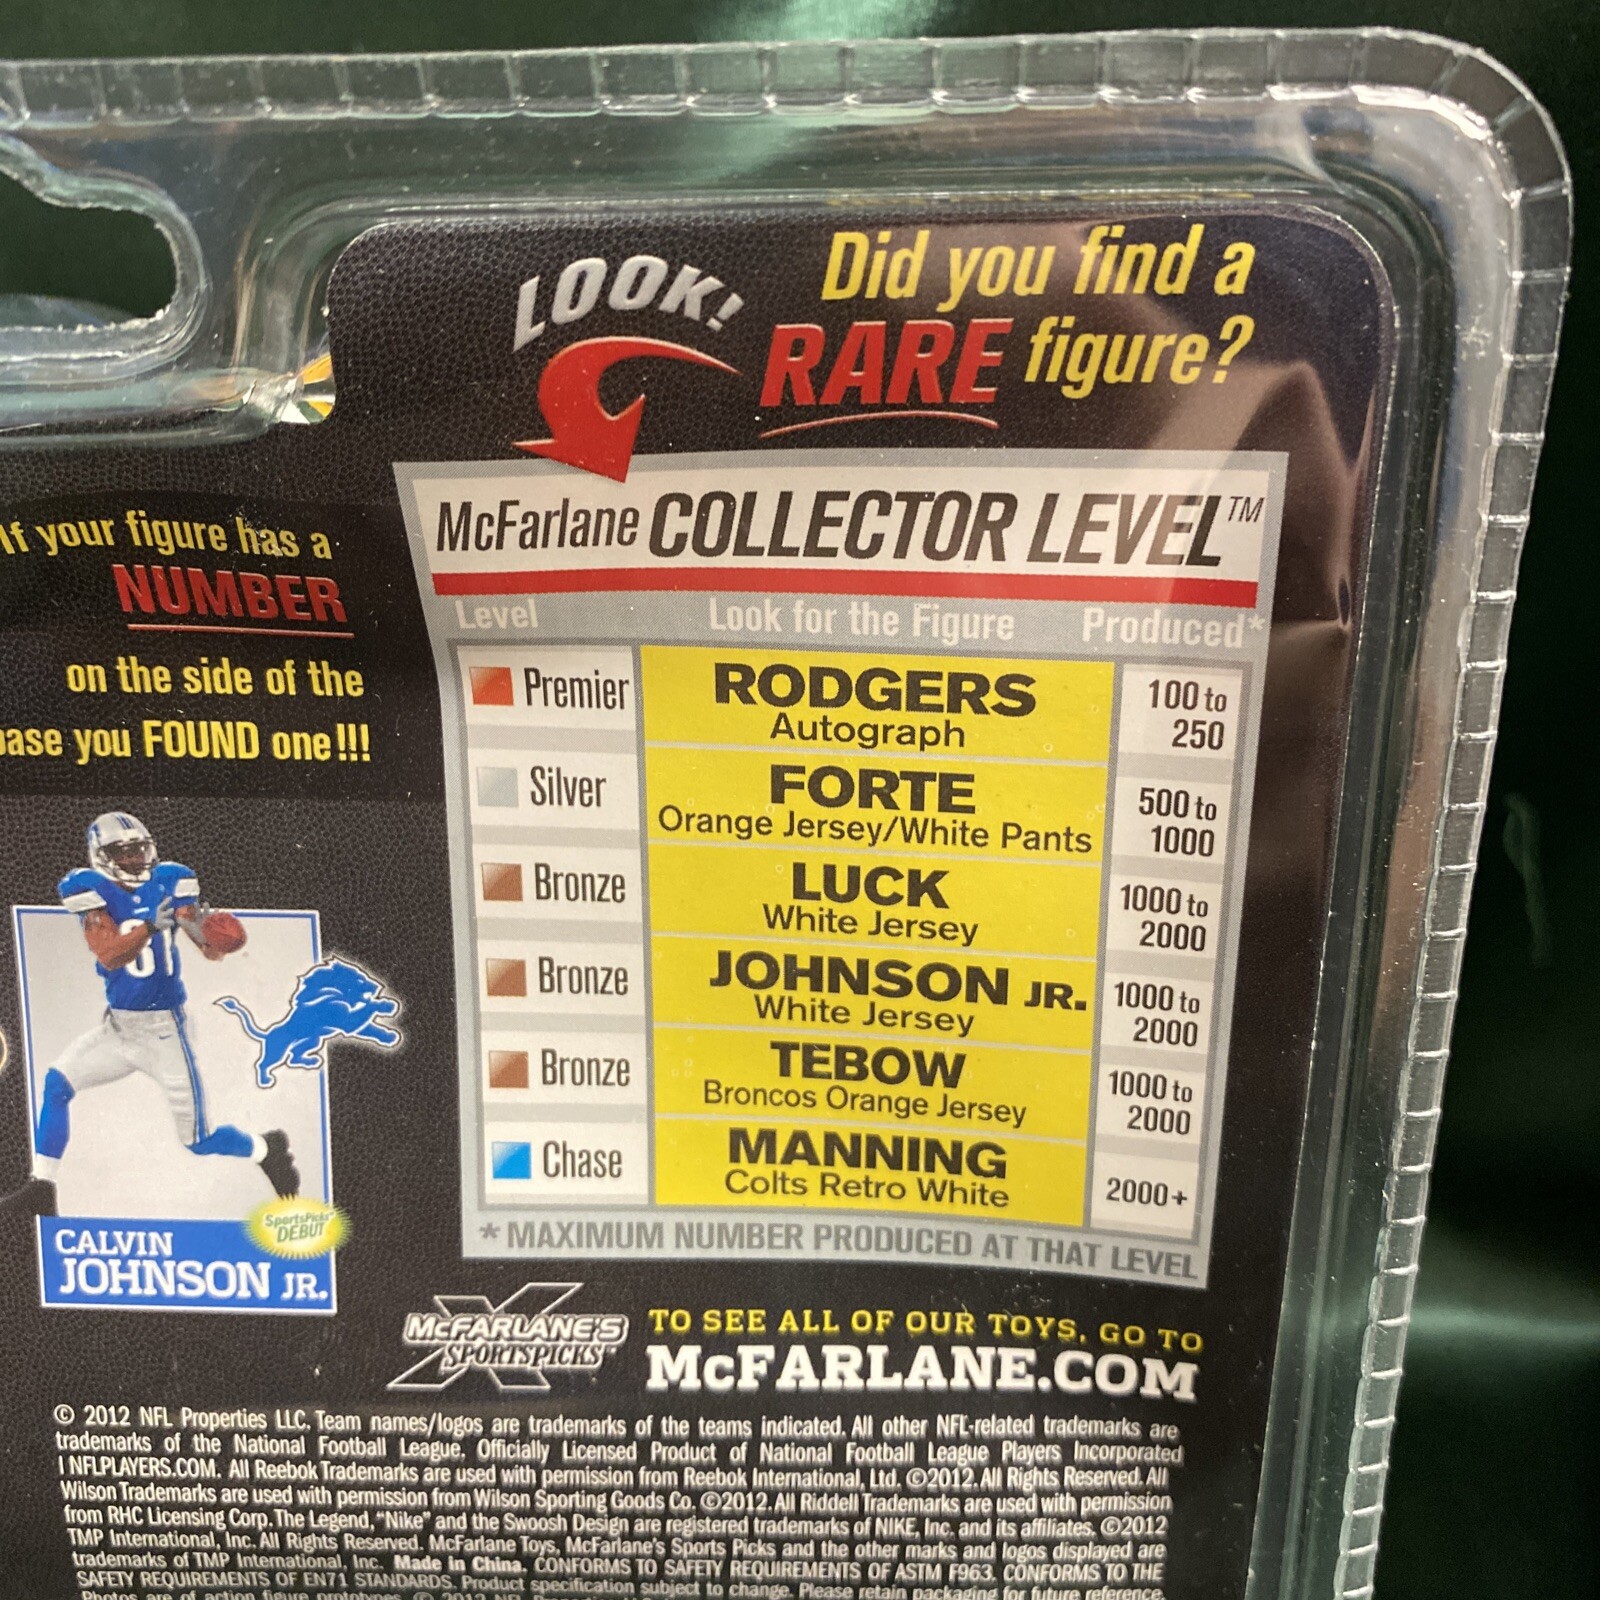 LOOK!
Did you find a
RARE figure?
If your figure has a
NUMBER
on the side of the
base you FOUND one!!!
McFarlane COLLECTOR LEVEL™
Level Look for the Figure Produced*
Premier RODGERS Autograph 100 to 250
Silver FORTE Orange Jersey/White Pants 500 to 1000
Bronze LUCK White Jersey 1000 to 2000
Bronze JOHNSON JR. White Jersey 1000 to 2000
Bronze TEBOW Broncos Orange Jersey 1000 to 2000
Chase MANNING Colts Retro White 2000+
* MAXIMUM NUMBER PRODUCED AT THAT LEVEL
81
SportsPicks
DEBUT
CALVIN
JOHNSON JR.
McFARLANE'S
SPORTSPICKS™
TO SEE ALL OF OUR TOYS, GO TO
McFARLANE.COM
© 2012 NFL Properties LLC. Team names/logos are trademarks of the teams indicated. All other NFL-related trademarks are
trademarks of the National Football League. Officially Licensed Product of National Football League Players Incorporated
I NFLPLAYERS.COM. All Reebok Trademarks are used with permission from Reebok International, Ltd. ©2012. All Rights Reserved. All
Wilson Trademarks are used with permission from Wilson Sporting Goods Co. ©2012. All Riddell Trademarks are used with permission
from RHC Licensing Corp. The Legend, "Nike" and the Swoosh Design are registered trademarks of NIKE, Inc. and its affiliates. ©2012
TMP International, Inc. All Rights Reserved. McFarlane Toys, McFarlane's Sports Picks and the other marks and logos displayed are
trademarks of TMP International, Inc. Made in China. CONFORMS TO SAFETY REQUIREMENTS OF ASTM F963. CONFORMS TO THE
SAFETY REQUIREMENTS OF EN71 STANDARDS. Product specification subject to change. Please retain packaging for future reference.
Photos are of action figure prototypes. © 2012 NFL